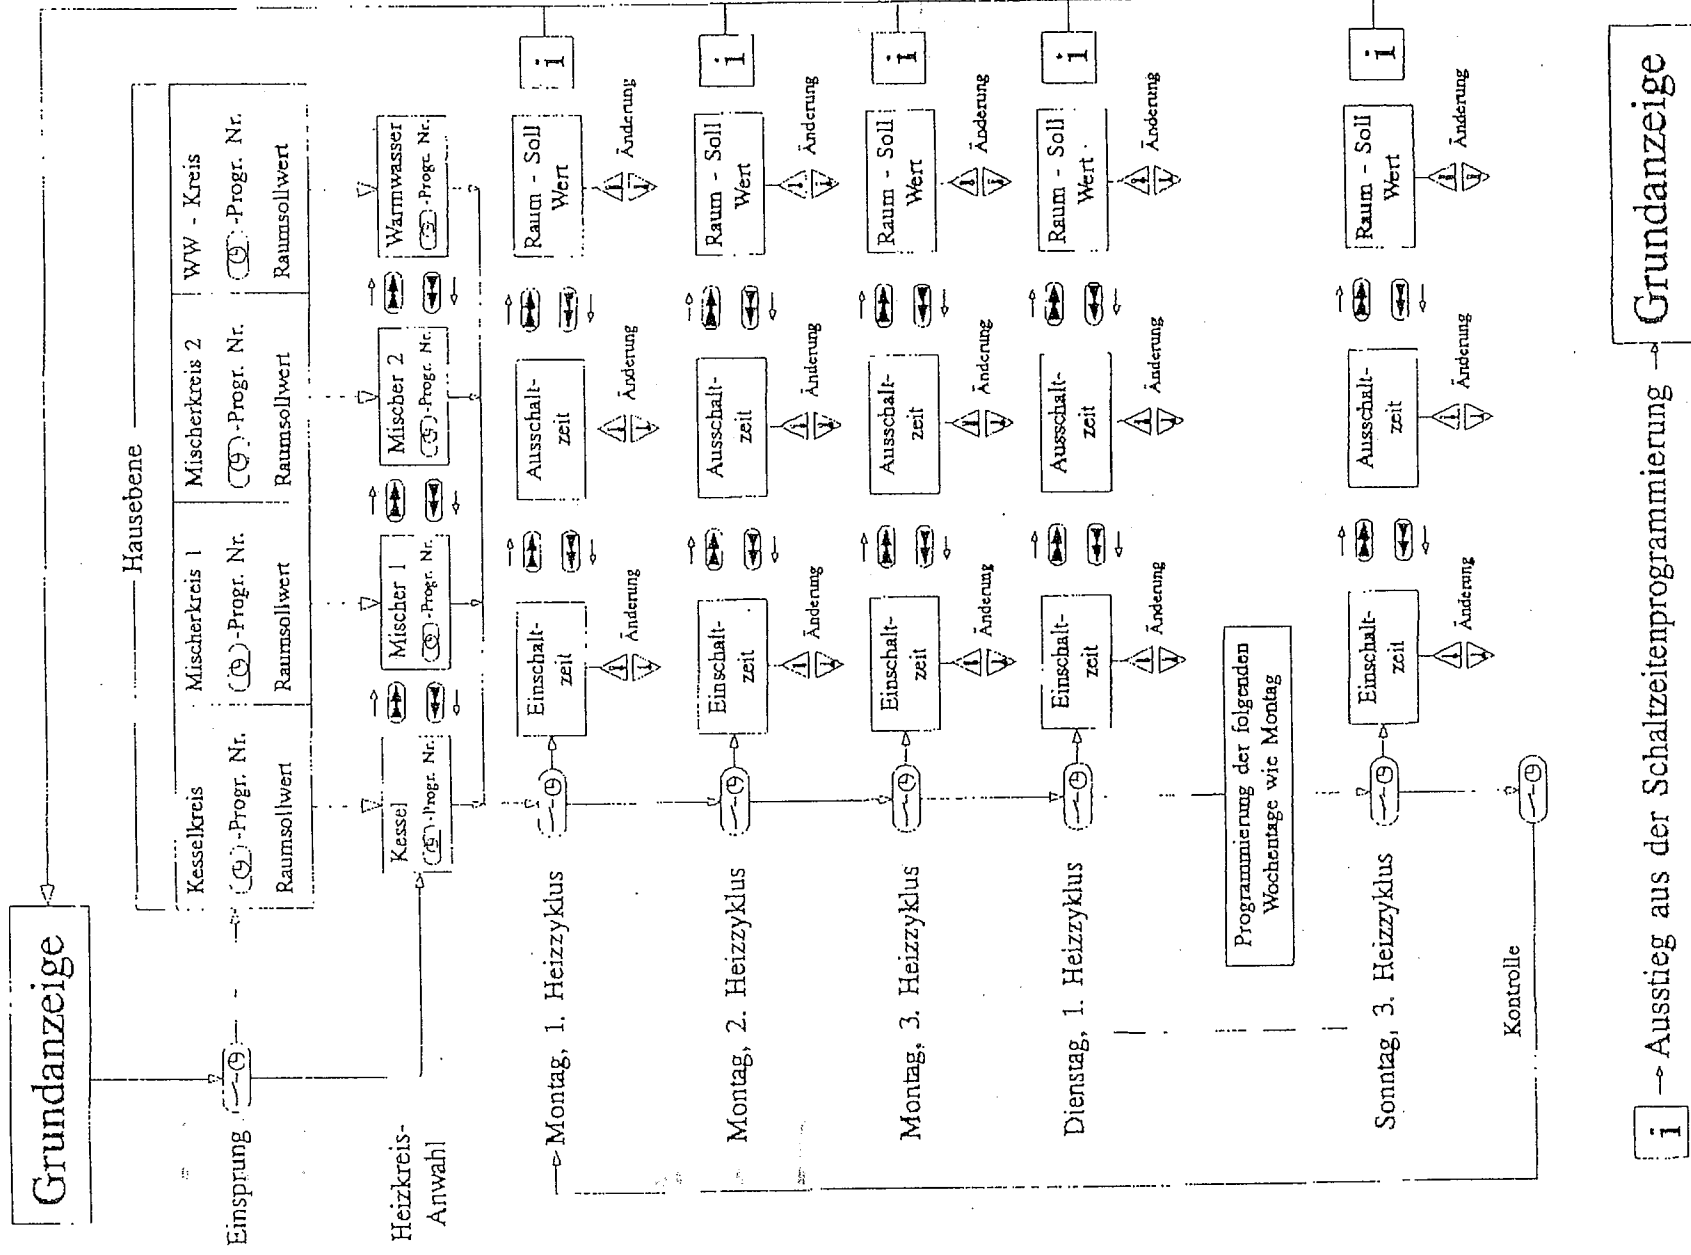 Grundanzeige
Einsprung
Hausebene
Kesselkreis
-Progr. Nr.
Raumsollwert
Mischerkreis 1
-Progr. Nr.
Raumsollwert
Mischerkreis 2
-Progr. Nr.
Raumsollwert
WW - Kreis
-Progr. Nr.
Raumsollwert
Heizkreis-
Anwahl
Kessel
-Progr. Nr.
Mischer 1
-Progr. Nr.
Mischer 2
-Progr. Nr.
Warmwasser
-Progr. Nr.
Montag, 1. Heizzyklus
Einschalt-
zeit
Änderung
Ausschalt-
zeit
Änderung
Raum - Soll
Wert
Änderung
i
Montag, 2. Heizzyklus
Einschalt-
zeit
Änderung
Ausschalt-
zeit
Änderung
Raum - Soll
Wert
Änderung
i
Montag, 3. Heizzyklus
Einschalt-
zeit
Änderung
Ausschalt-
zeit
Änderung
Raum - Soll
Wert
Änderung
i
Dienstag, 1. Heizzyklus
Einschalt-
zeit
Änderung
Ausschalt-
zeit
Änderung
Raum - Soll
Wert
Änderung
i
Programmierung der folgenden
Wochentage wie Montag
Sonntag, 3. Heizzyklus
Einschalt-
zeit
Änderung
Ausschalt-
zeit
Änderung
Raum - Soll
Wert
Änderung
i
Kontrolle
i → Ausstieg aus der Schaltzeitenprogrammierung → Grundanzeige